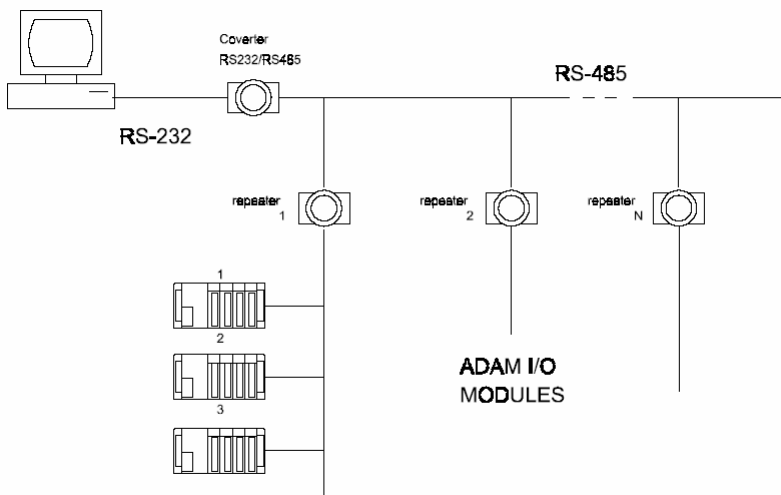 Coverter
RS232/RS485
RS-485
RS-232
repeater
1
repeater
2
repeater
N
1
2
3
ADAM I/O
MODULES